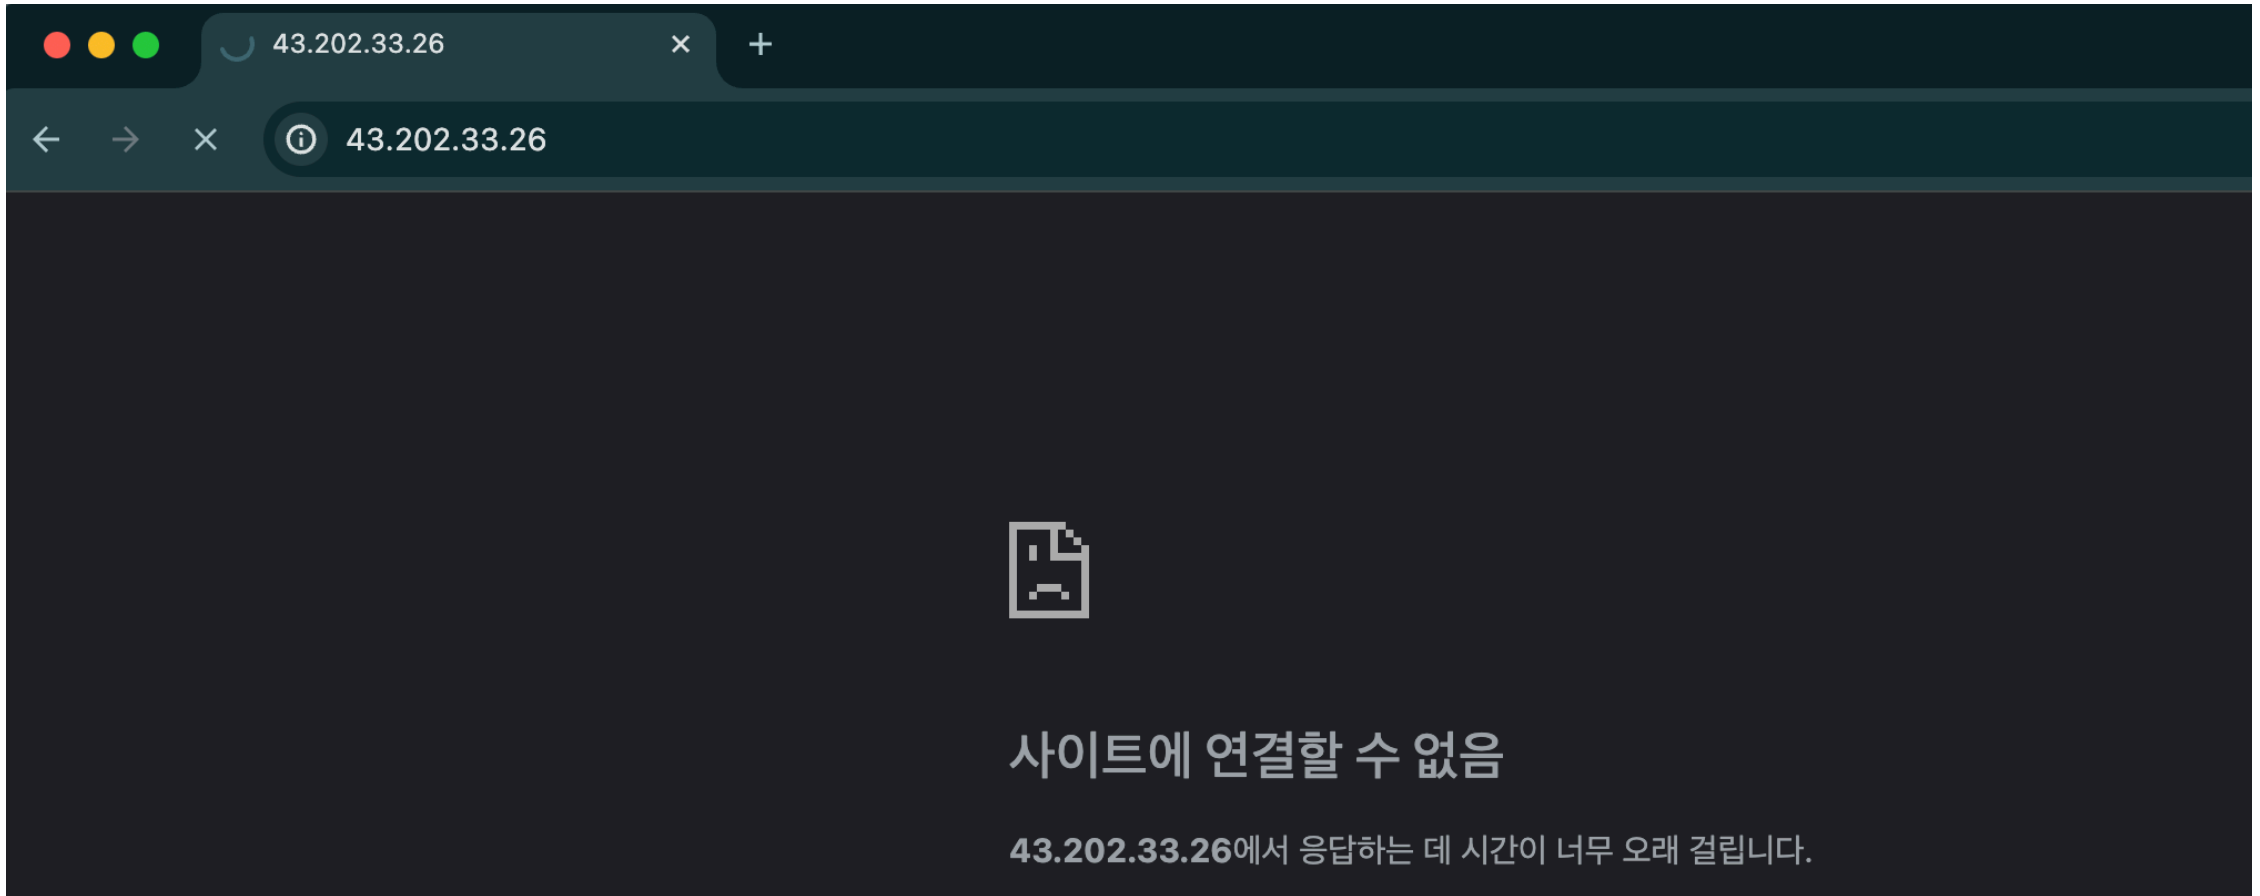 43.202.33.26
43.202.33.26
사이트에 연결할 수 없음
43.202.33.26에서 응답하는 데 시간이 너무 오래 걸립니다.